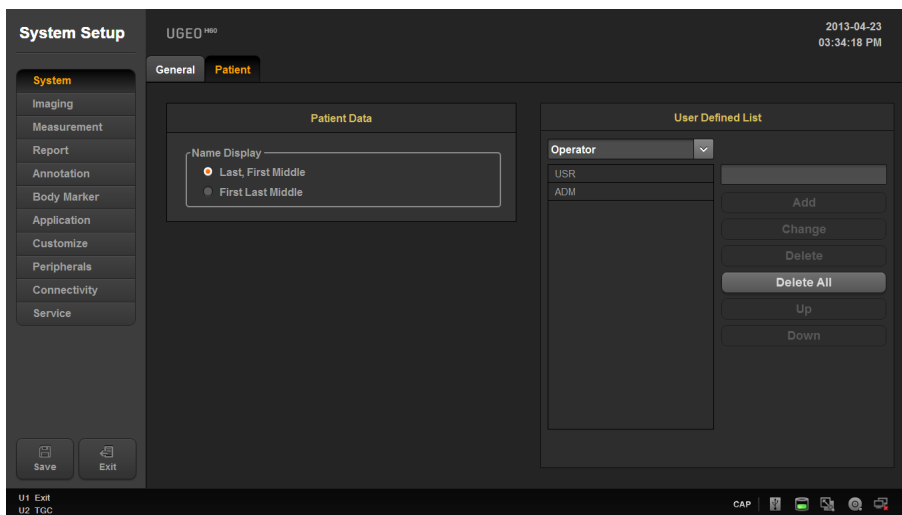 System Setup
UGEO H60
2013-04-23
03:34:18 PM
General
Patient
System
Imaging
Measurement
Report
Annotation
Body Marker
Application
Customize
Peripherals
Connectivity
Service
Patient Data
Name Display
Last, First Middle
First Last Middle
User Defined List
Operator
USR
ADM
Add
Change
Delete
Delete All
Up
Down
Save
Exit
U1 Exit
U2 TGC
CAP